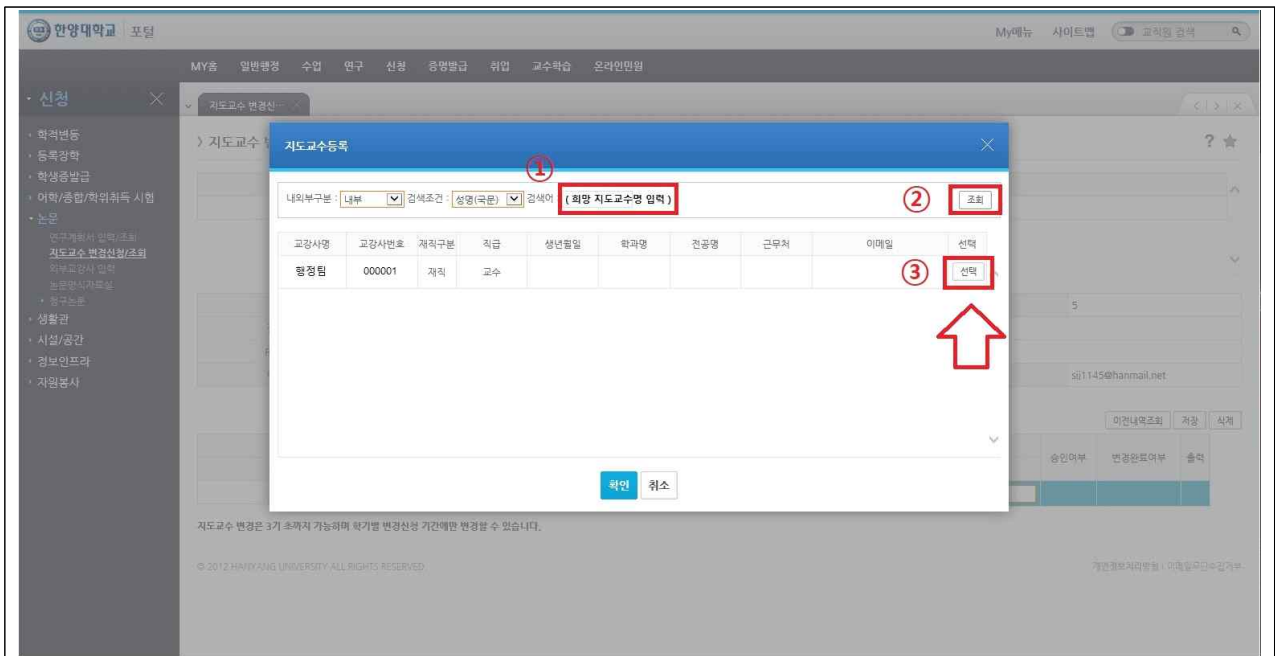 한양대학교 포털
My메뉴 사이트맵 교직원 검색
MY홈 일반행정 수업 연구 신청 증명발급 취업 교수학습 온라인민원
신청
지도교수 변경신···
학적변동
등록장학
학생증발급
어학/종합/학위취득 시험
논문
연구계획서 입력/조회
지도교수 변경신청/조회
외부교강사 입력
논문양식자료실
청구논문
생활관
시설/공간
정보인프라
자원봉사
> 지도교수
?
지도교수등록
①
내외부구분 : 내부 검색조건 : 성명(국문) 검색어 ( 희망 지도교수명 입력 )
② 조회
교강사명 교강사번호 재직구분 직급 생년월일 학과명 전공명 근무처 이메일 선택
행정팀 000001 재직 교수 ③ 선택
5
sij1145@hanmail.net
이전내역조회 저장 삭제
승인여부 변경완료여부 출력
확인 취소
지도교수 변경은 3기 초까지 가능하며 학기별 변경신청 기간에만 변경할 수 있습니다.
© 2012 HANYANG UNIVERSITY ALL RIGHTS RESERVED.
개인정보처리방침 | 이메일무단수집거부